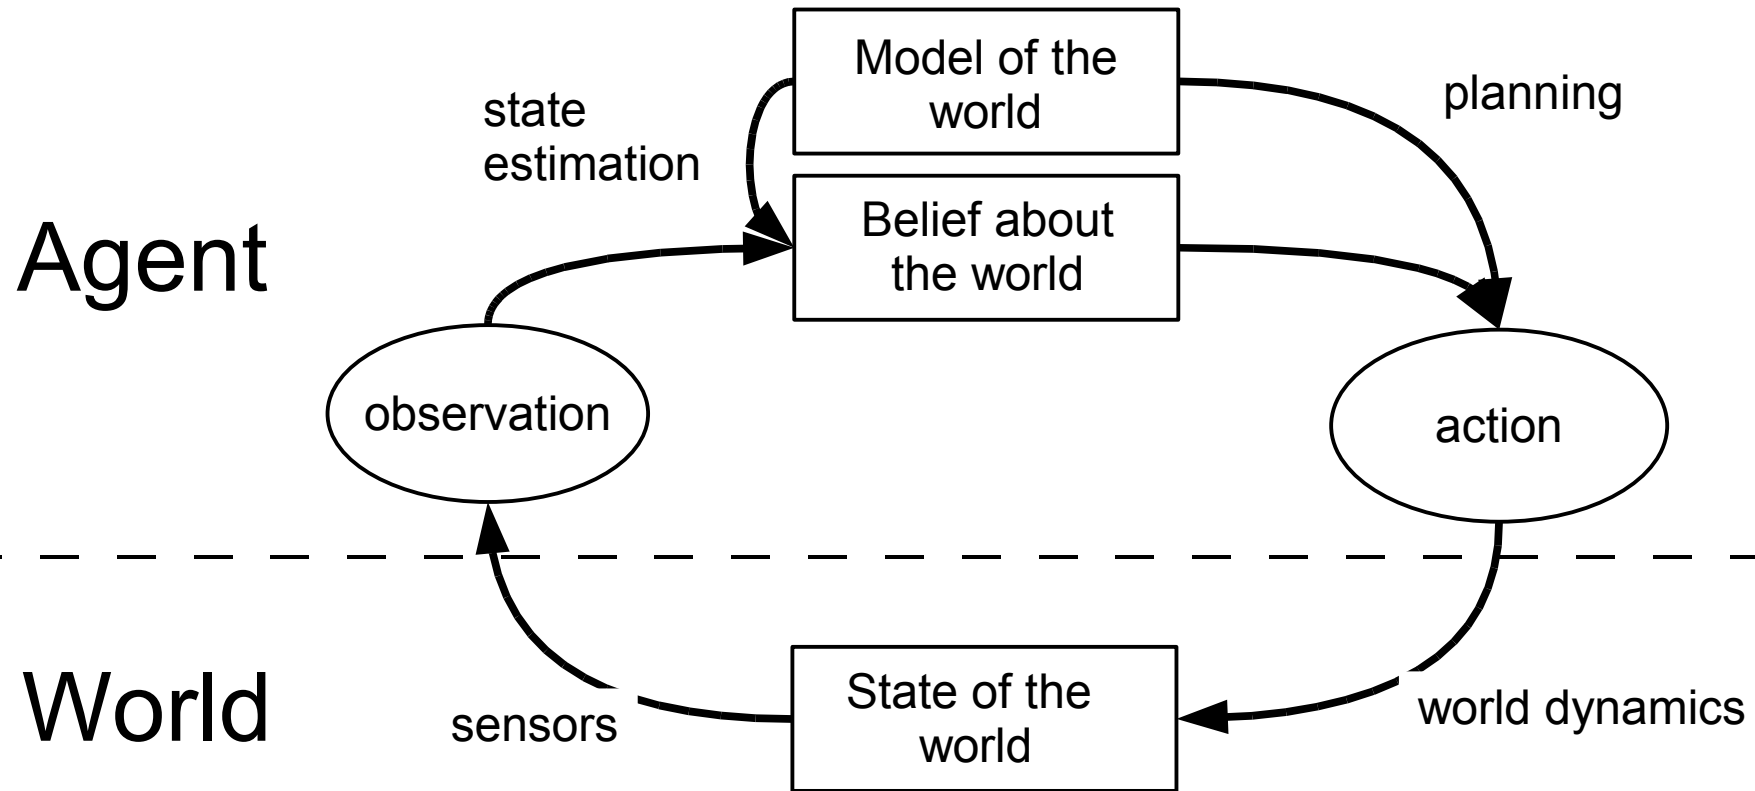 Model of the
world
state
estimation
planning
Belief about
the world
Agent
observation
action
World
State of the
world
sensors
world dynamics